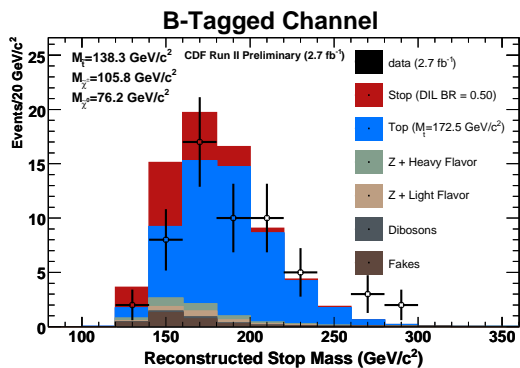 B-Tagged Channel
Events/20 GeV/c²
25
20
15
10
5
0
M_t̃=138.3 GeV/c²
M_χ̃±=105.8 GeV/c²
M_χ̃⁰=76.2 GeV/c²
CDF Run II Preliminary (2.7 fb⁻¹)
data (2.7 fb⁻¹)
Stop (DIL BR = 0.50)
Top (M_t=172.5 GeV/c²)
Z + Heavy Flavor
Z + Light Flavor
Dibosons
Fakes
100 150 200 250 300 350
Reconstructed Stop Mass (GeV/c²)